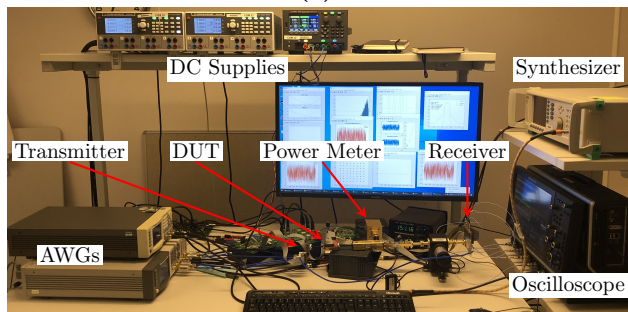 DC Supplies
Synthesizer
Transmitter
DUT
Power Meter
Receiver
AWGs
Oscilloscope